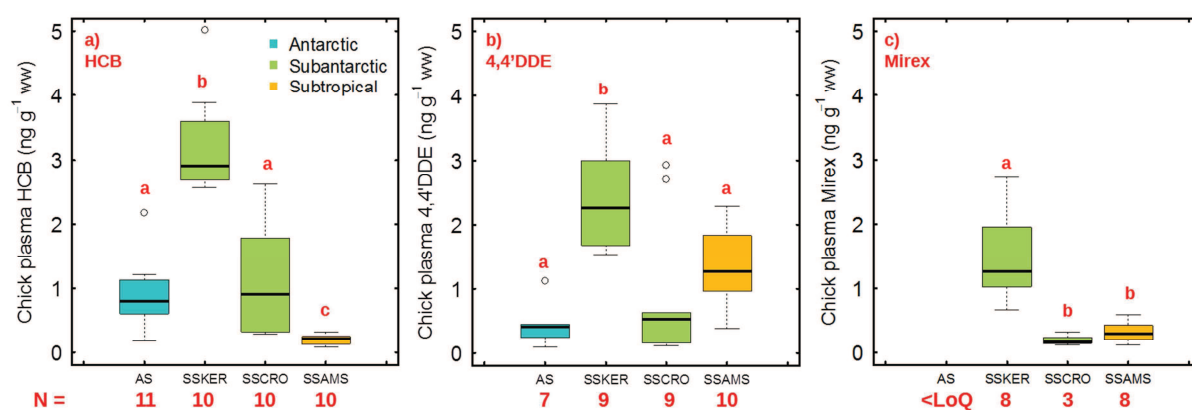 a)
HCB
Antarctic
Subantarctic
Subtropical
Chick plasma HCB (ng g⁻¹ ww)
5
4
3
2
1
0
a
b
a
c
AS SSKER SSCRO SSAMS
N = 11 10 10 10
b)
4,4'DDE
Chick plasma 4,4'DDE (ng g⁻¹ ww)
5
4
3
2
1
0
a
b
a
a
AS SSKER SSCRO SSAMS
7 9 9 10
c)
Mirex
Chick plasma Mirex (ng g⁻¹ ww)
5
4
3
2
1
0
a
b
b
AS SSKER SSCRO SSAMS
<LoQ 8 3 8